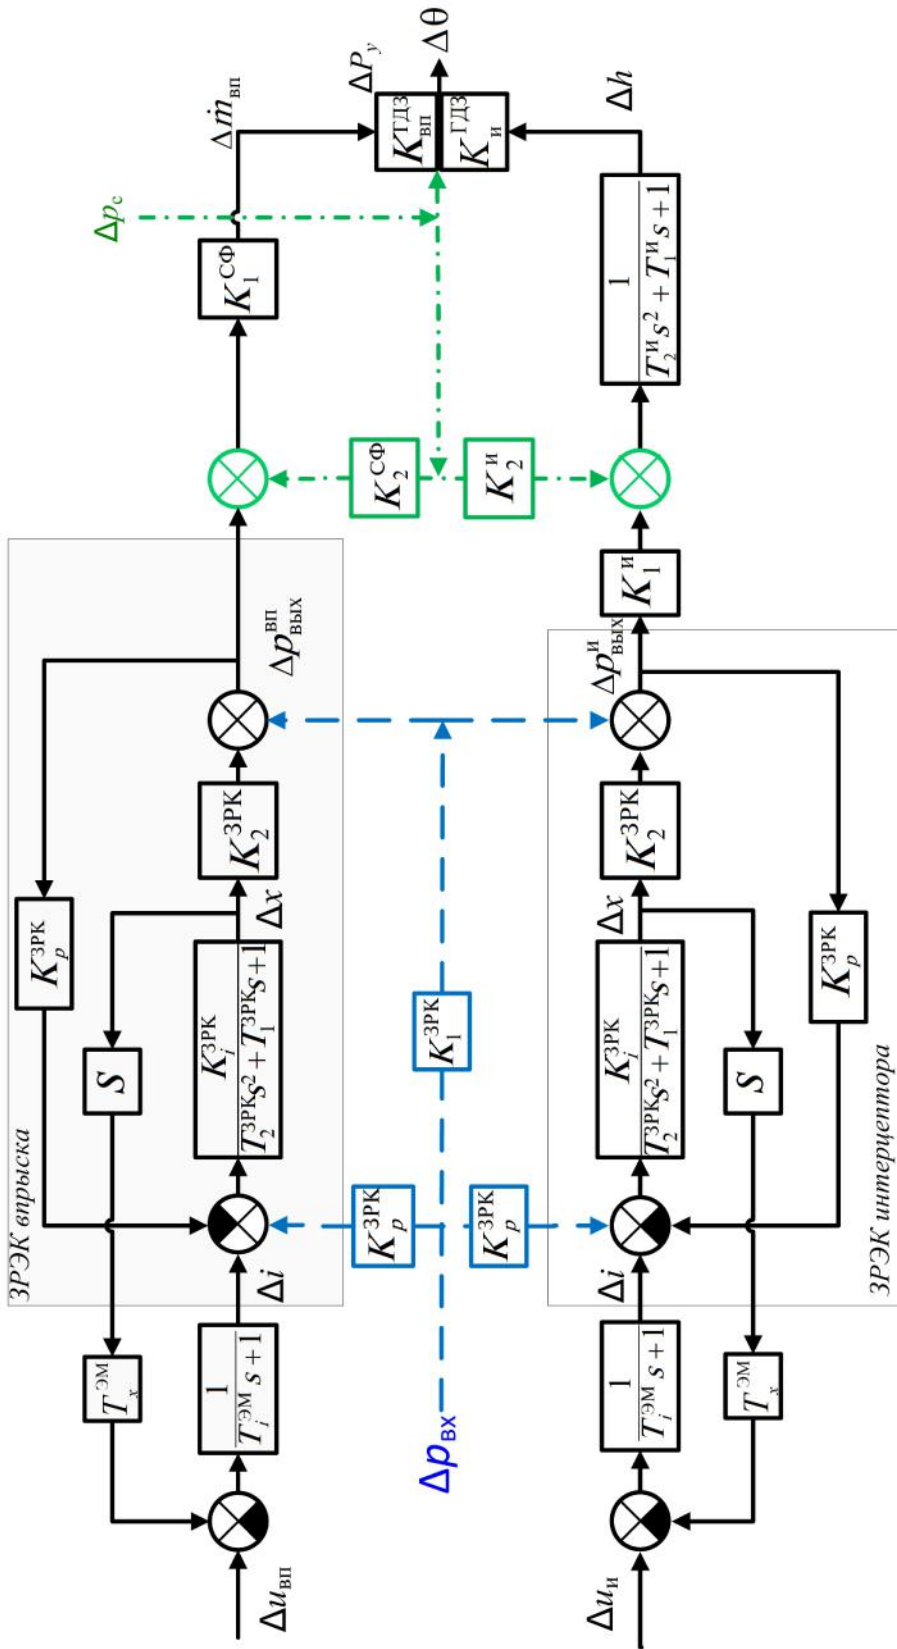 Δu_вп
T_x^ЭМ
1
T_i^ЭМ s+1
Δi
ЗРЭК впрыска
S
K_p^ЗРК
K_i^ЗРК
T_2^ЗРК s^2+T_1^ЗРК s+1
Δx
K_2^ЗРК
Δp_вых^вп
K_1^СФ
Δṁ_вп
Δp_вх
K_p^ЗРК
K_p^ЗРК
K_1^ЗРК
K_2^СФ
K_2^и
Δp_с
K_вп^ГДЗ
K_и^ГДЗ
ΔP_y
Δθ
Δu_и
1
T_i^ЭМ s+1
T_x^ЭМ
Δi
K_i^ЗРК
T_2^ЗРК s^2+T_1^ЗРК s+1
S
Δx
K_2^ЗРК
K_p^ЗРК
ЗРЭК интерцептора
Δp_вых^и
K_1^и
1
T_2^и s^2+T_1^и s+1
Δh